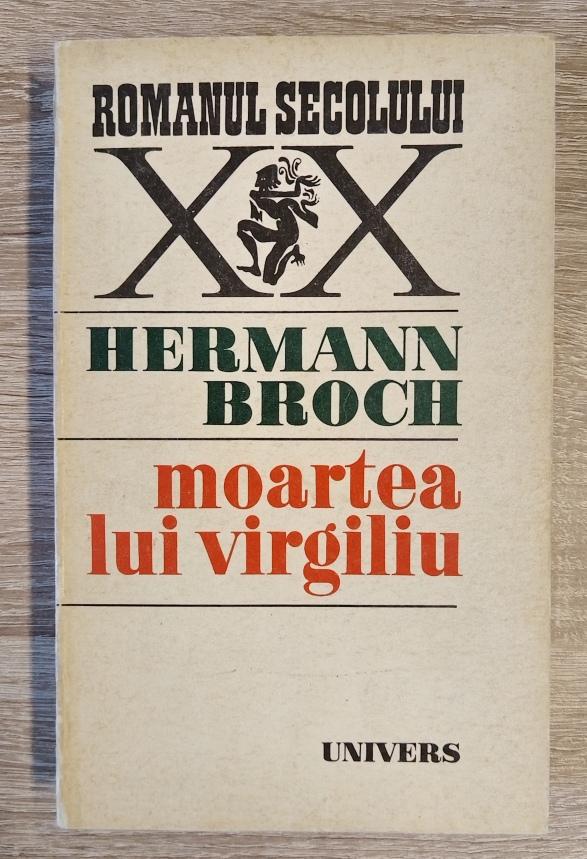 ROMANUL SECOLULUI
XX
HERMANN
BROCH
moartea
lui virgiliu
UNIVERS